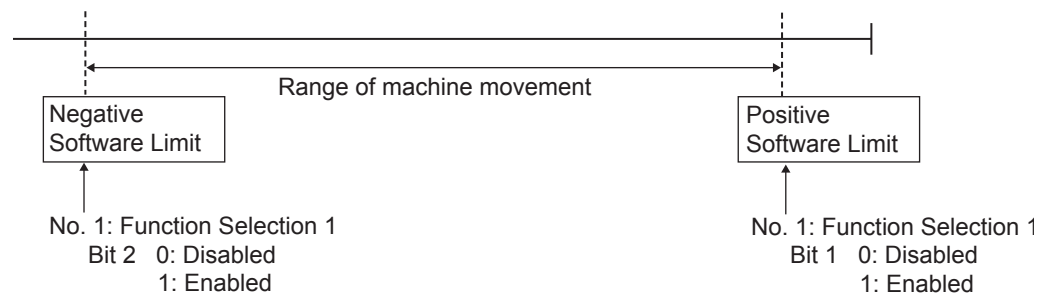 Range of machine movement
Negative
Software Limit
Positive
Software Limit
No. 1: Function Selection 1
Bit 2 0: Disabled
1: Enabled
No. 1: Function Selection 1
Bit 1 0: Disabled
1: Enabled